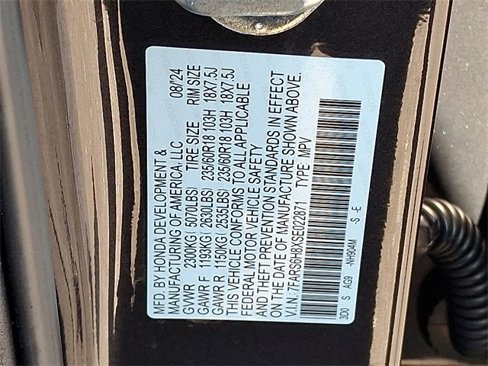 MFD. BY HONDA DEVELOPMENT & 08/24
MANUFACTURING OF AMERICA, LLC
GVWR 2300KG( 5070LBS) TIRE SIZE RIM SIZE
GAWR F 1193KG( 2630LBS) 235/60R18 103H 18X7.5J
GAWR R 1150KG( 2535LBS) 235/60R18 103H 18X7.5J
THIS VEHICLE CONFORMS TO ALL APPLICABLE
FEDERAL MOTOR VEHICLE SAFETY
AND THEFT PREVENTION STANDARDS IN EFFECT
ON THE DATE OF MANUFACTURE SHOWN ABOVE.
V.I.N.: 7FARS6H8XSE022871 TYPE: MPV
3D0 S AG9 -NH904M -S -E